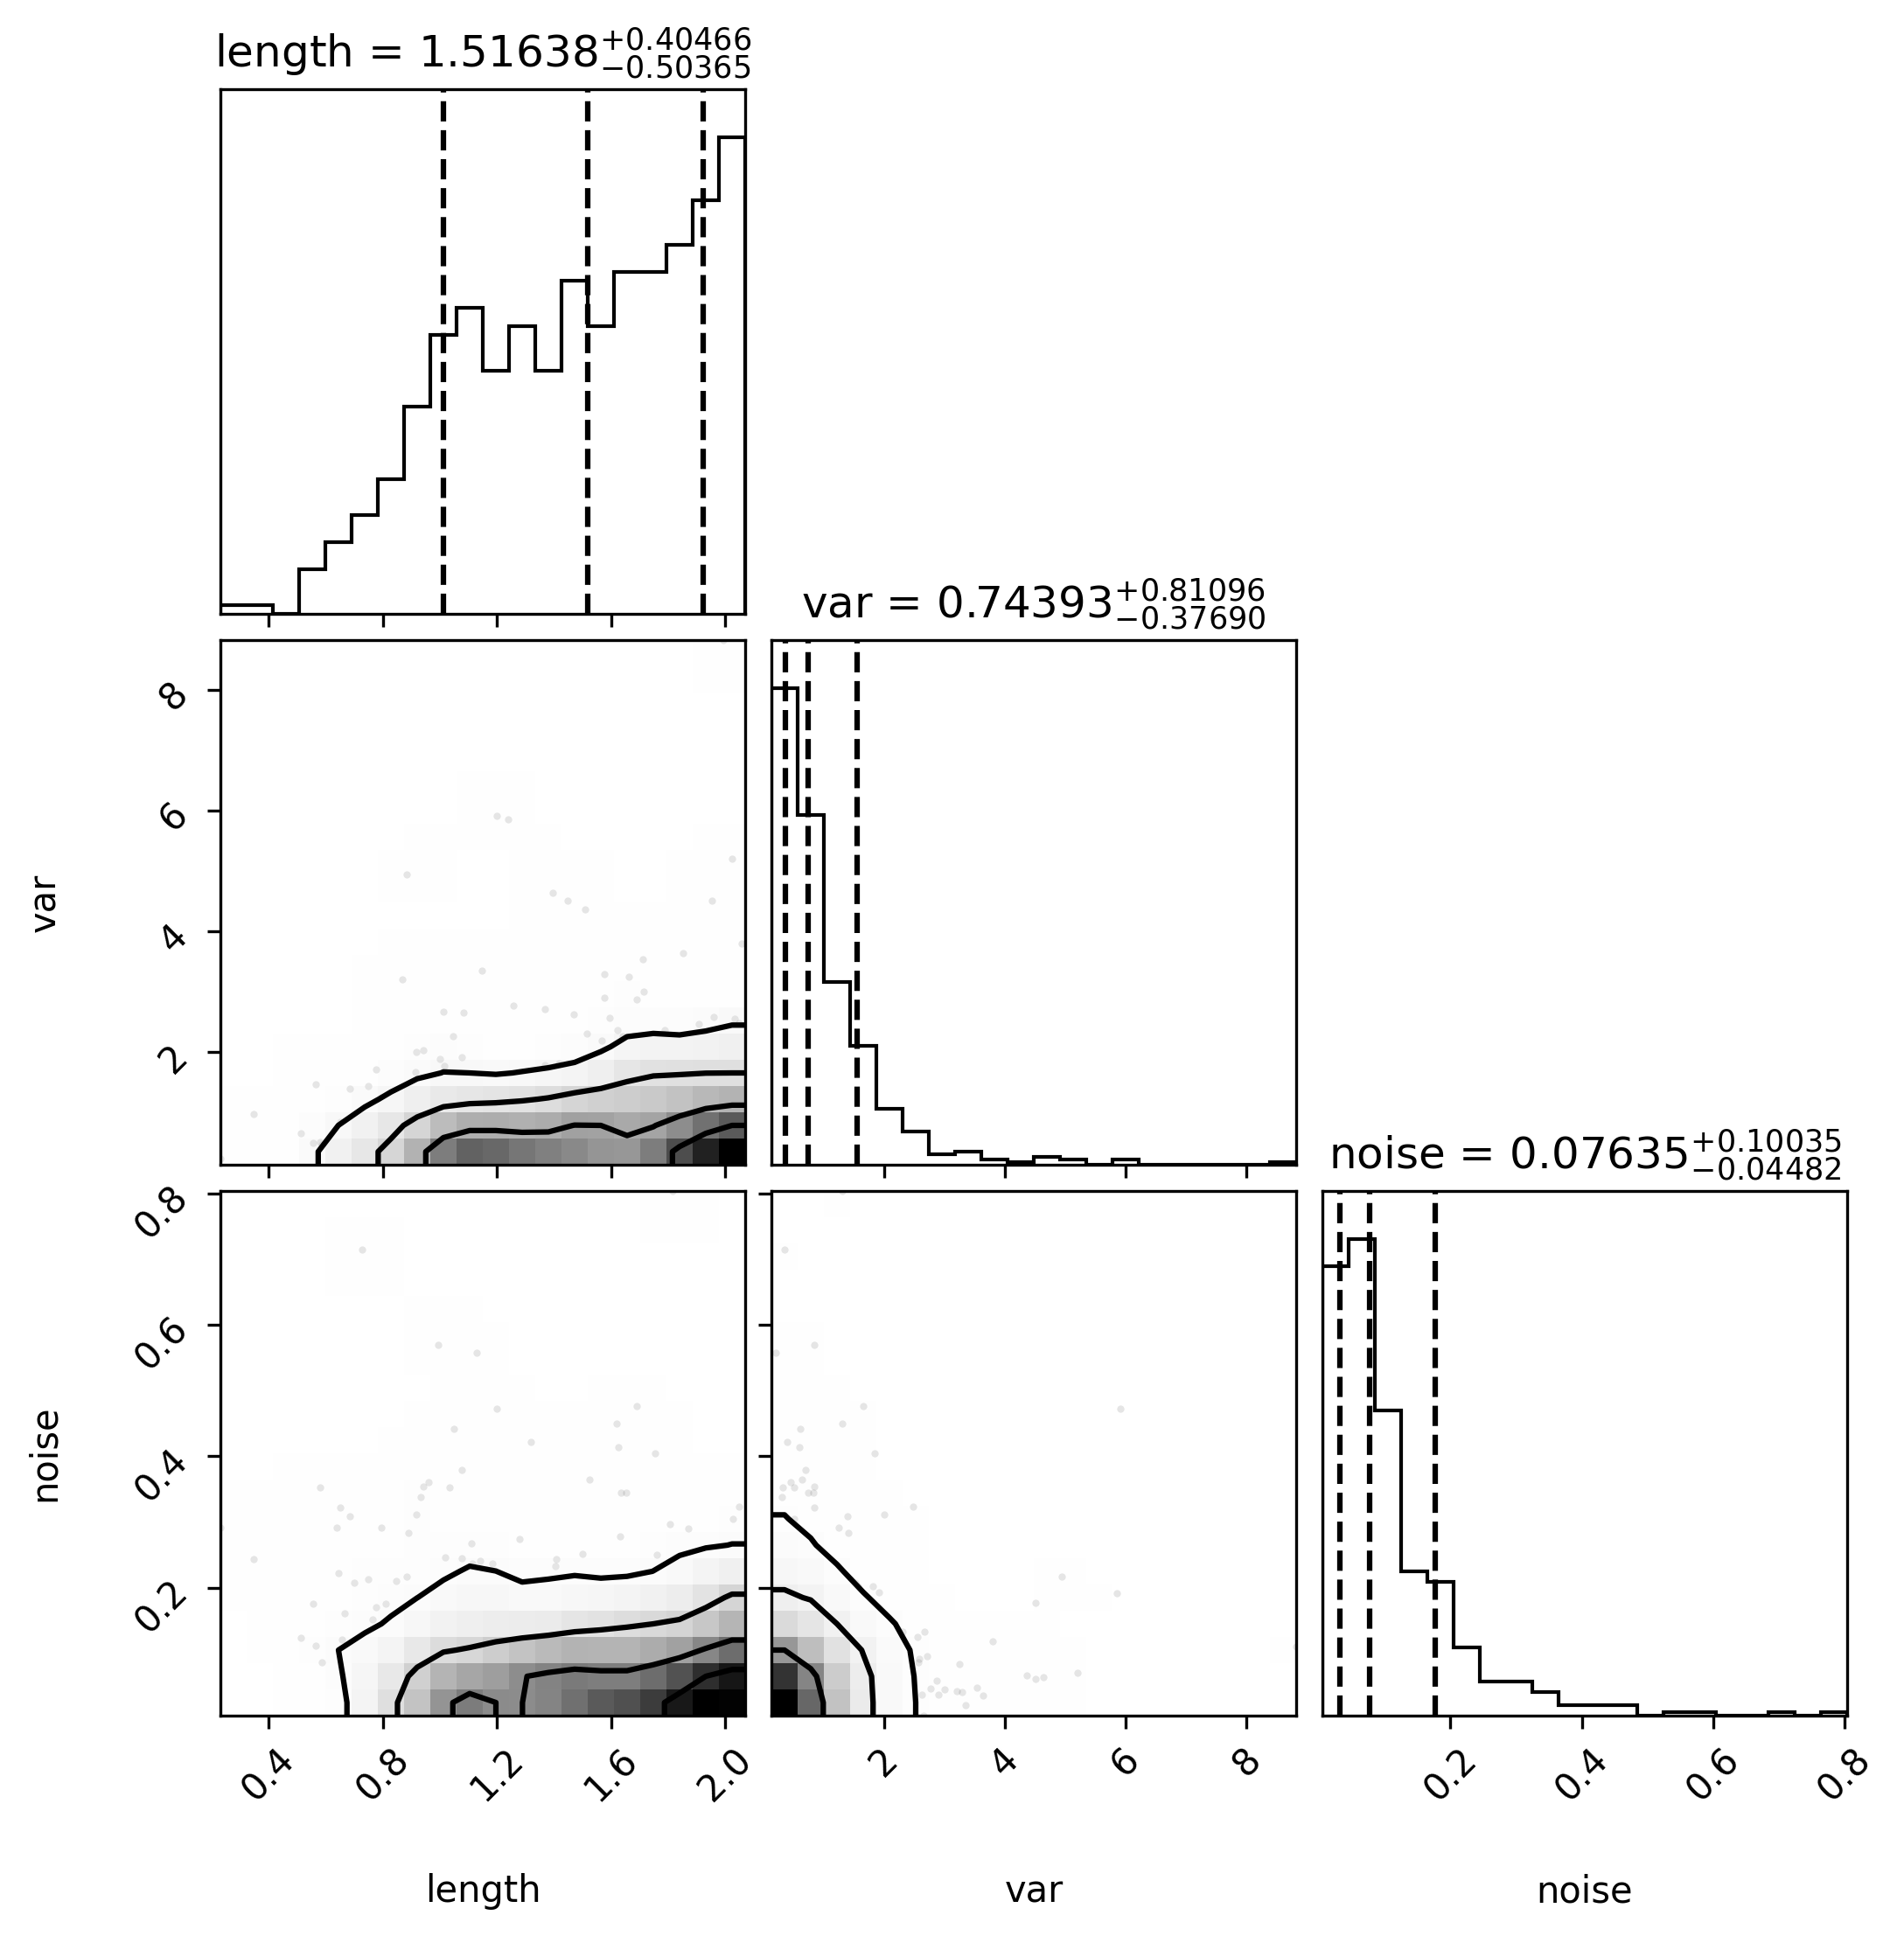 length = 1.51638+0.40466−0.50365
var = 0.74393+0.81096−0.37690
8
6
4
2
var
noise = 0.07635+0.10035−0.04482
0.8
0.6
0.4
0.2
noise
0.4 0.8 1.2 1.6 2.0 2 4 6 8 0.2 0.4 0.6 0.8
length var noise